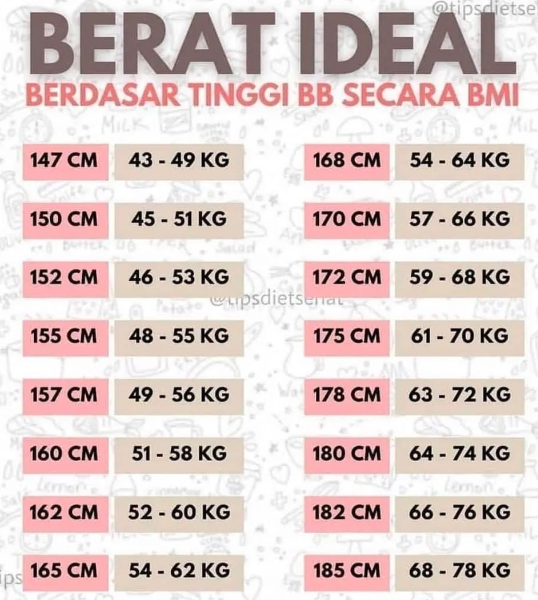 @tipsdietse
BERAT IDEAL
BERDASAR TINGGI BB SECARA BMI
147 CM 43 - 49 KG
150 CM 45 - 51 KG
152 CM 46 - 53 KG
155 CM 48 - 55 KG
157 CM 49 - 56 KG
160 CM 51 - 58 KG
162 CM 52 - 60 KG
165 CM 54 - 62 KG
168 CM 54 - 64 KG
170 CM 57 - 66 KG
172 CM 59 - 68 KG
175 CM 61 - 70 KG
178 CM 63 - 72 KG
180 CM 64 - 74 KG
182 CM 66 - 76 KG
185 CM 68 - 78 KG
@tipsdietsehat
MILK
Lemon
Lemon